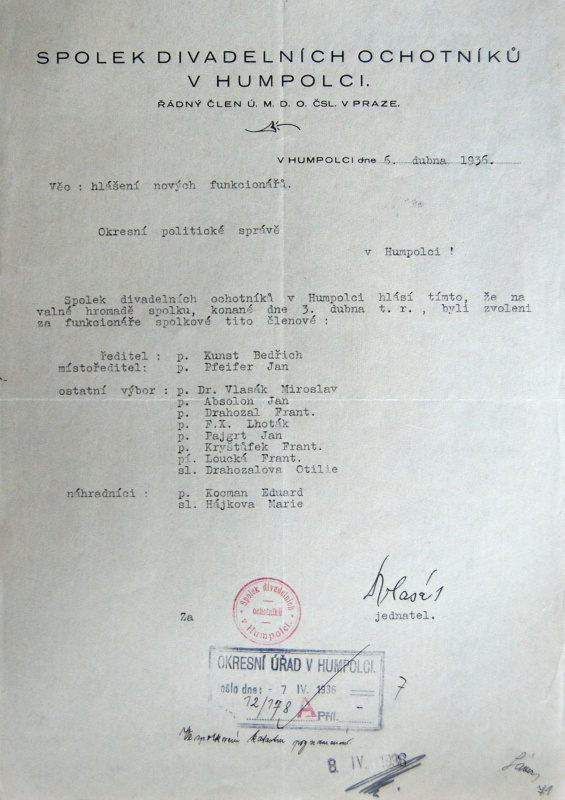 SPOLEK DIVADELNÍCH OCHOTNÍKŮ
V HUMPOLCI.
ŘÁDNÝ ČLEN Ú. M. D. O. ČSL. V PRAZE.
V HUMPOLCI dne 6. dubna 1936.
Věc : hlášení nových funkcionářů.
Okresní politické správě
v Humpolci !
Spolek divadelních ochotníků v Humpolci hlásí tímto, že na
valné hromadě spolku, konané dne 3. dubna t. r. , byli zvoleni
za funkcionáře spolkové tito členové :
ředitel : p. Kunst Bedřich
místoředitel: p. Pfeifer Jan
ostatní výbor : p. Dr. Vlasák Miroslav
p. Absolon Jan
p. Drahozal Frant.
p. F.X. Lhoták
p. Pajgrt Jan
p. Kryštůfek Frant.
pí. Loucká Frant.
sl. Drahozalova Otilie
náhradníci : p. Kooman Eduard
sl. Hájkova Marie
Spolek divadelních
ochotníků
v Humpolci.
Za
jednatel.
OKRESNÍ ÚŘAD V HUMPOLCI.
došlo dne: - 7 IV. 1936
12/178 A PŘÍL. -
7
8 IV. 1936